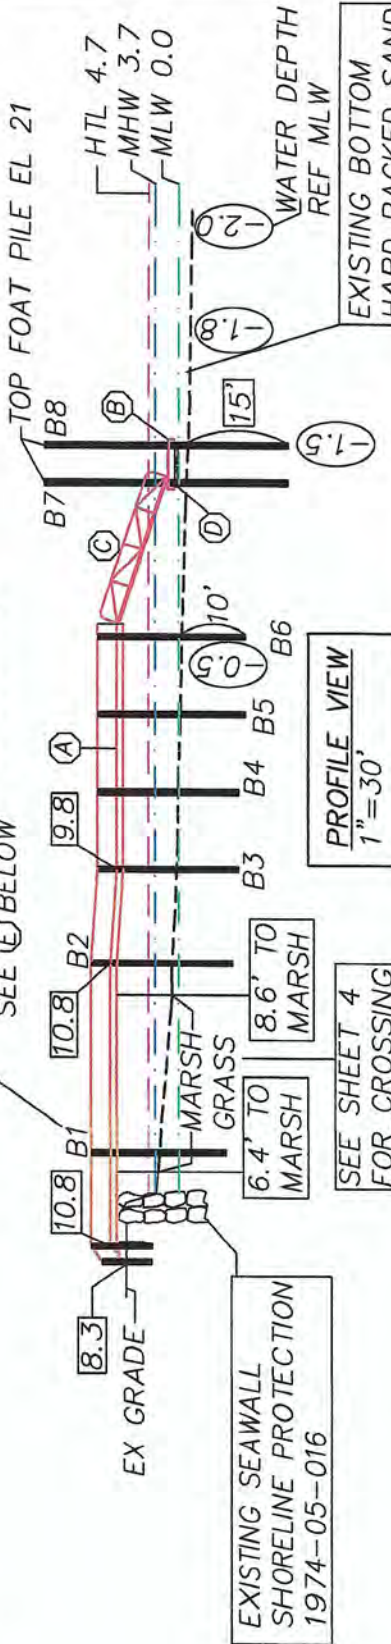 SEE Ⓔ BELOW
TOP FOAT PILE EL 21
B1
B2
B7
B8
10.8
8.3
10.8
9.8
A
C
B
HTL 4.7
MHW 3.7
MLW 0.0
EX GRADE
MARSH
GRASS
6.4' TO
MARSH
8.6' TO
MARSH
B3
B4
B5
B6
-0.5
10'
D
15'
-1.5
-1.8
-2.0
WATER DEPTH
REF MLW
EXISTING SEAWALL
SHORELINE PROTECTION
1974-05-016
SEE SHEET 4
FOR CROSSING
PROFILE VIEW
1"=30'
EXISTING BOTTOM
HARD PACKED SAND